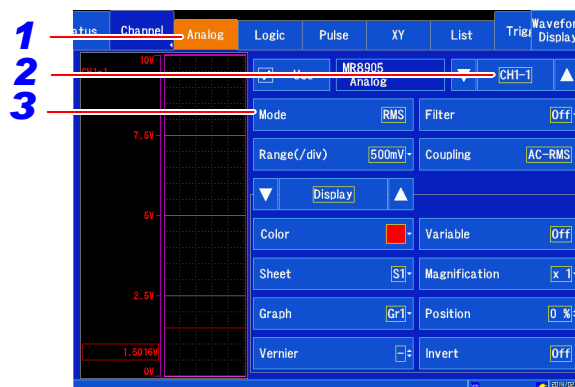 1
2
3
atus Channel Analog Logic Pulse XY List Trigg Wavefor
Display
CH1-1 10V Use MR8905 CH1-1
Analog
Mode RMS Filter Off
7.5V
Range(/div) 500mV Coupling AC-RMS
Display
5V
Color Variable Off
Sheet S1 Magnification x 1
2.5V
Graph Gr1 Position 0 %
1.5016V
Vernier - Invert Off
0V